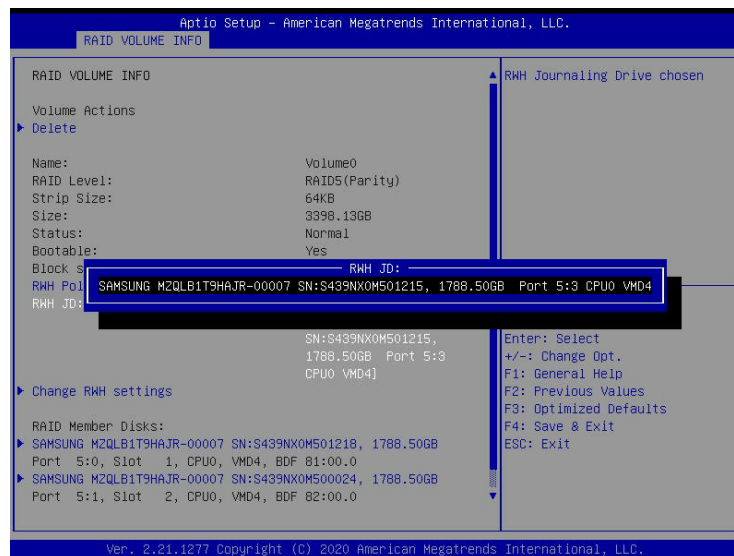 Aptio Setup – American Megatrends International, LLC.
RAID VOLUME INFO
RAID VOLUME INFO
Volume Actions
Delete
Name: Volume0
RAID Level: RAID5(Parity)
Strip Size: 64KB
Size: 3398.13GB
Status: Normal
Bootable: Yes
Block s
RWH Pol
RWH JD:
RWH JD:
SAMSUNG MZQLB1T9HAJR-00007 SN:S439NX0M501215, 1788.50GB Port 5:3 CPU0 VMD4
SN:S439NX0M501215,
1788.50GB Port 5:3
CPU0 VMD4]
Change RWH settings
RAID Member Disks:
SAMSUNG MZQLB1T9HAJR-00007 SN:S439NX0M501218, 1788.50GB
Port 5:0, Slot 1, CPU0, VMD4, BDF 81:00.0
SAMSUNG MZQLB1T9HAJR-00007 SN:S439NX0M500024, 1788.50GB
Port 5:1, Slot 2, CPU0, VMD4, BDF 82:00.0
RWH Journaling Drive chosen
Enter: Select
+/-: Change Opt.
F1: General Help
F2: Previous Values
F3: Optimized Defaults
F4: Save & Exit
ESC: Exit
Ver. 2.21.1277 Copyright (C) 2020 American Megatrends International, LLC.